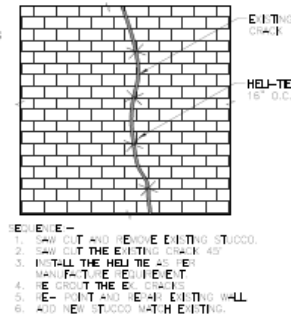 EXISTING
CRACK
HELI-TIE
16" O.C.
SEQUENCE:-
1. SAW CUT AND REMOVE EXISTING STUCCO.
2. SAW CUT THE EXISTING CRACK 45°
3. INSTALL THE HELI TIE AS PER
MANUFACTURE REQUIREMENT.
4. RE GROUT THE EX. CRACKS
5. RE- POINT AND REPAIR EXISTING WALL
6. ADD NEW STUCCO MATCH EXISTING.